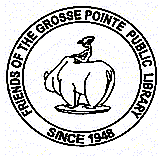 FRIENDS OF THE GROSSE POINTE PUBLIC LIBRARY
SINCE 1948